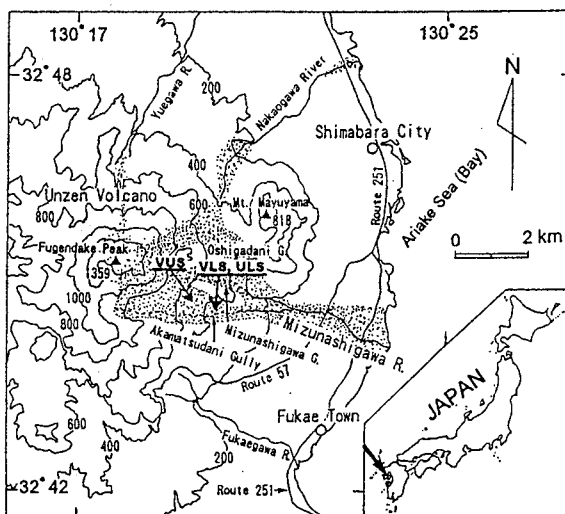 130°17
130°25
32°48
N
Yuegawa R.
200
Nakaogawa River
Shimabara City
Route 251
Ariake Sea (Bay)
400
Unzen Volcano
600
Mt. Mayuyama
818
800
Fugendake Peak
1359
Oshigadani G.
VUS
VLS, ULS
0 2 km
1000
800
Mizunashigawa R.
Mizunashigawa G.
Akamatsudani Gully
Route 57
JAPAN
Fukae Town
600
400
Fukaegawa R.
200
32°42
Route 251